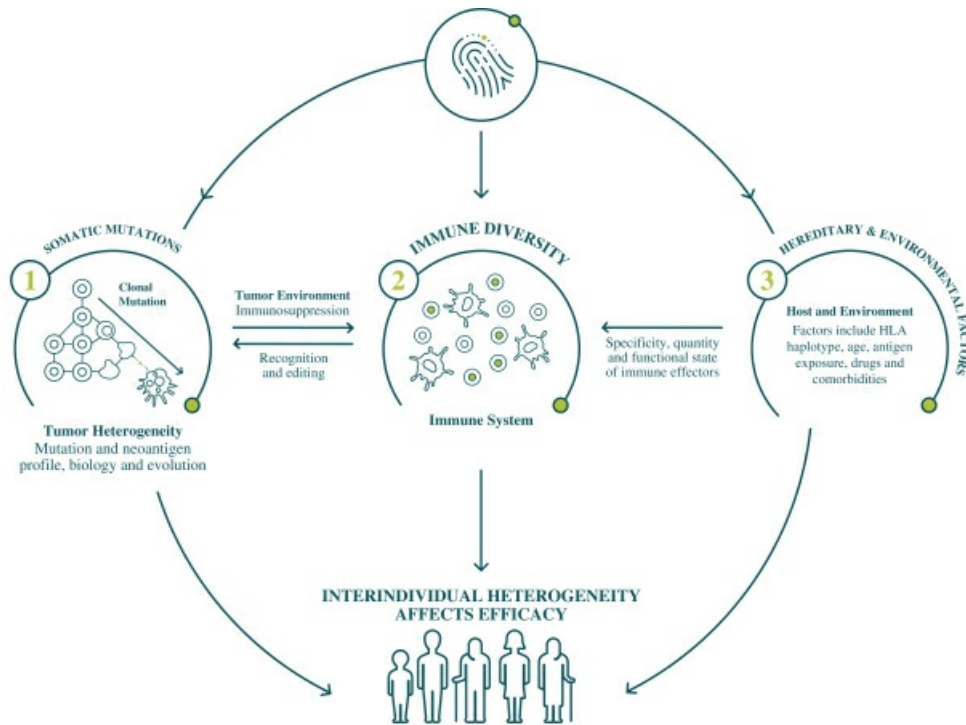 SOMATIC MUTATIONS
1
Clonal
Mutation
Tumor Heterogeneity
Mutation and neoantigen
profile, biology and evolution
Tumor Environment
Immunosuppression
Recognition
and editing
IMMUNE DIVERSITY
2
Immune System
Specificity, quantity
and functional state
of immune effectors
HEREDITARY & ENVIRONMENTAL FACTORS
3
Host and Environment
Factors include HLA
haplotype, age, antigen
exposure, drugs and
comorbidities
INTERINDIVIDUAL HETEROGENEITY
AFFECTS EFFICACY